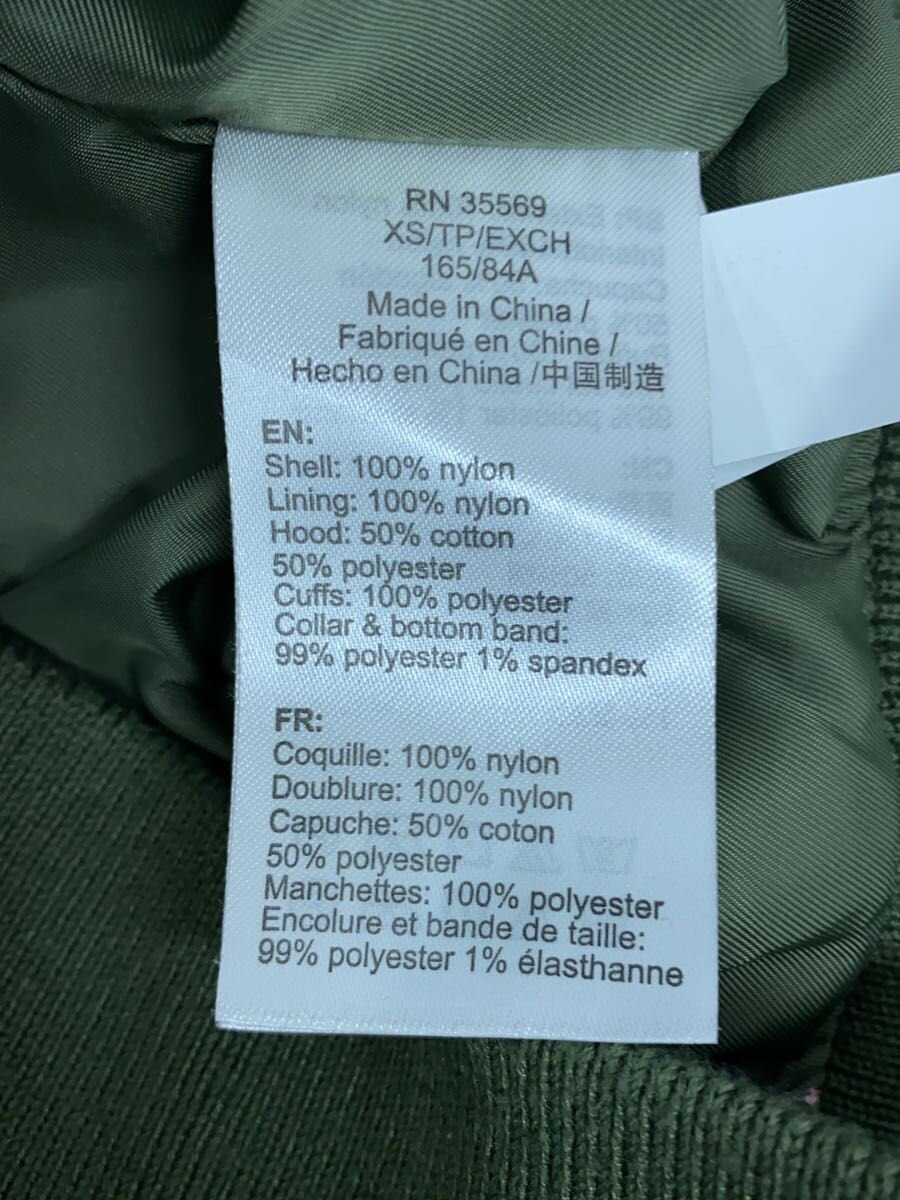 RN 35569
XS/TP/EXCH
165/84A
Made in China /
Fabriqué en Chine /
Hecho en China /中国制造
EN:
Shell: 100% nylon
Lining: 100% nylon
Hood: 50% cotton
50% polyester
Cuffs: 100% polyester
Collar & bottom band:
99% polyester 1% spandex
FR:
Coquille: 100% nylon
Doublure: 100% nylon
Capuche: 50% coton
50% polyester
Manchettes: 100% polyester
Encolure et bande de taille:
99% polyester 1% élasthanne